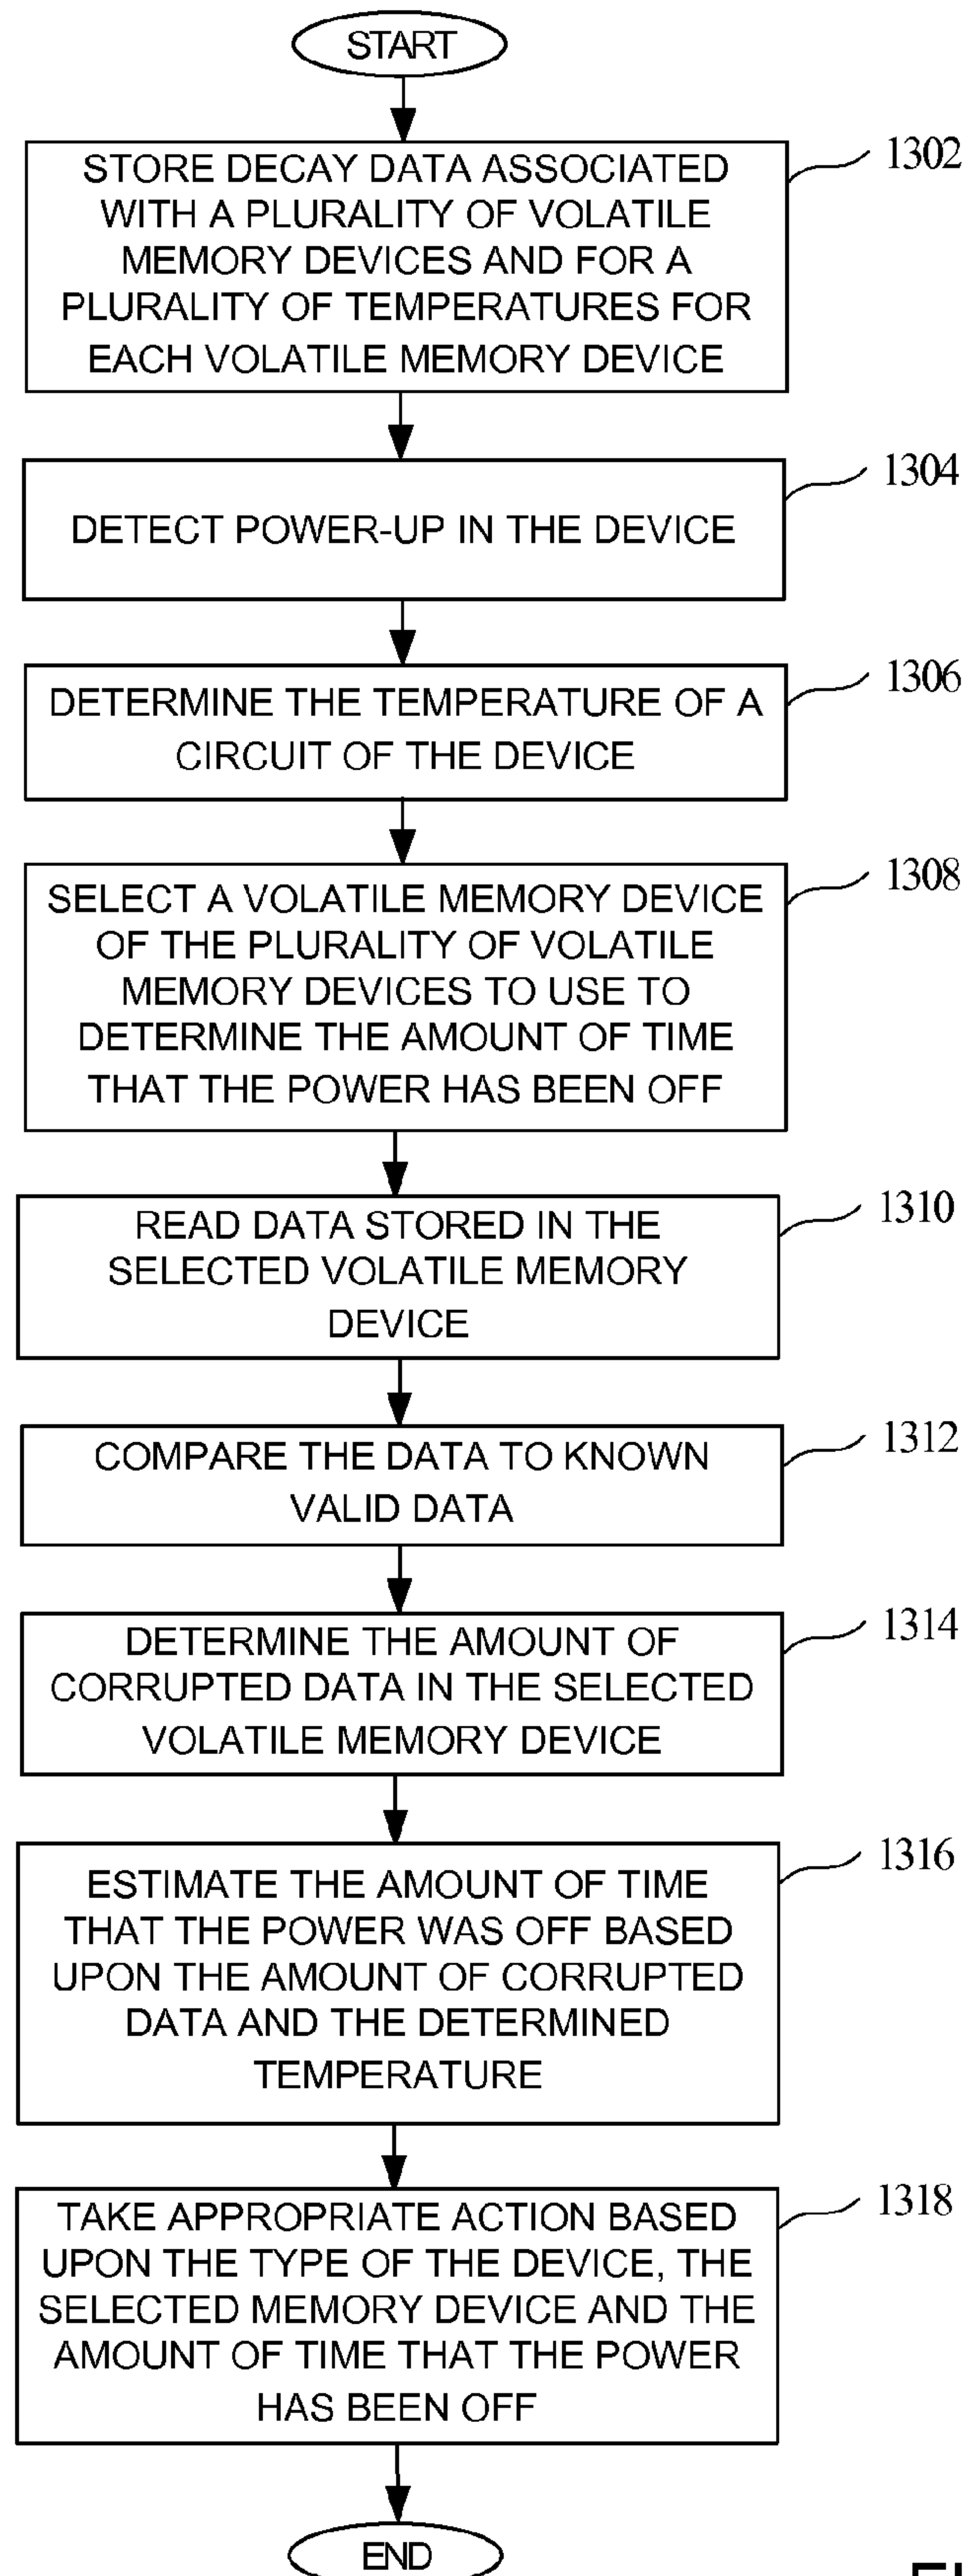 START
STORE DECAY DATA ASSOCIATED
WITH A PLURALITY OF VOLATILE
MEMORY DEVICES AND FOR A
PLURALITY OF TEMPERATURES FOR
EACH VOLATILE MEMORY DEVICE
1302
DETECT POWER-UP IN THE DEVICE
1304
DETERMINE THE TEMPERATURE OF A
CIRCUIT OF THE DEVICE
1306
SELECT A VOLATILE MEMORY DEVICE
OF THE PLURALITY OF VOLATILE
MEMORY DEVICES TO USE TO
DETERMINE THE AMOUNT OF TIME
THAT THE POWER HAS BEEN OFF
1308
READ DATA STORED IN THE
SELECTED VOLATILE MEMORY
DEVICE
1310
COMPARE THE DATA TO KNOWN
VALID DATA
1312
DETERMINE THE AMOUNT OF
CORRUPTED DATA IN THE SELECTED
VOLATILE MEMORY DEVICE
1314
ESTIMATE THE AMOUNT OF TIME
THAT THE POWER WAS OFF BASED
UPON THE AMOUNT OF CORRUPTED
DATA AND THE DETERMINED
TEMPERATURE
1316
TAKE APPROPRIATE ACTION BASED
UPON THE TYPE OF THE DEVICE, THE
SELECTED MEMORY DEVICE AND THE
AMOUNT OF TIME THAT THE POWER
HAS BEEN OFF
1318
END